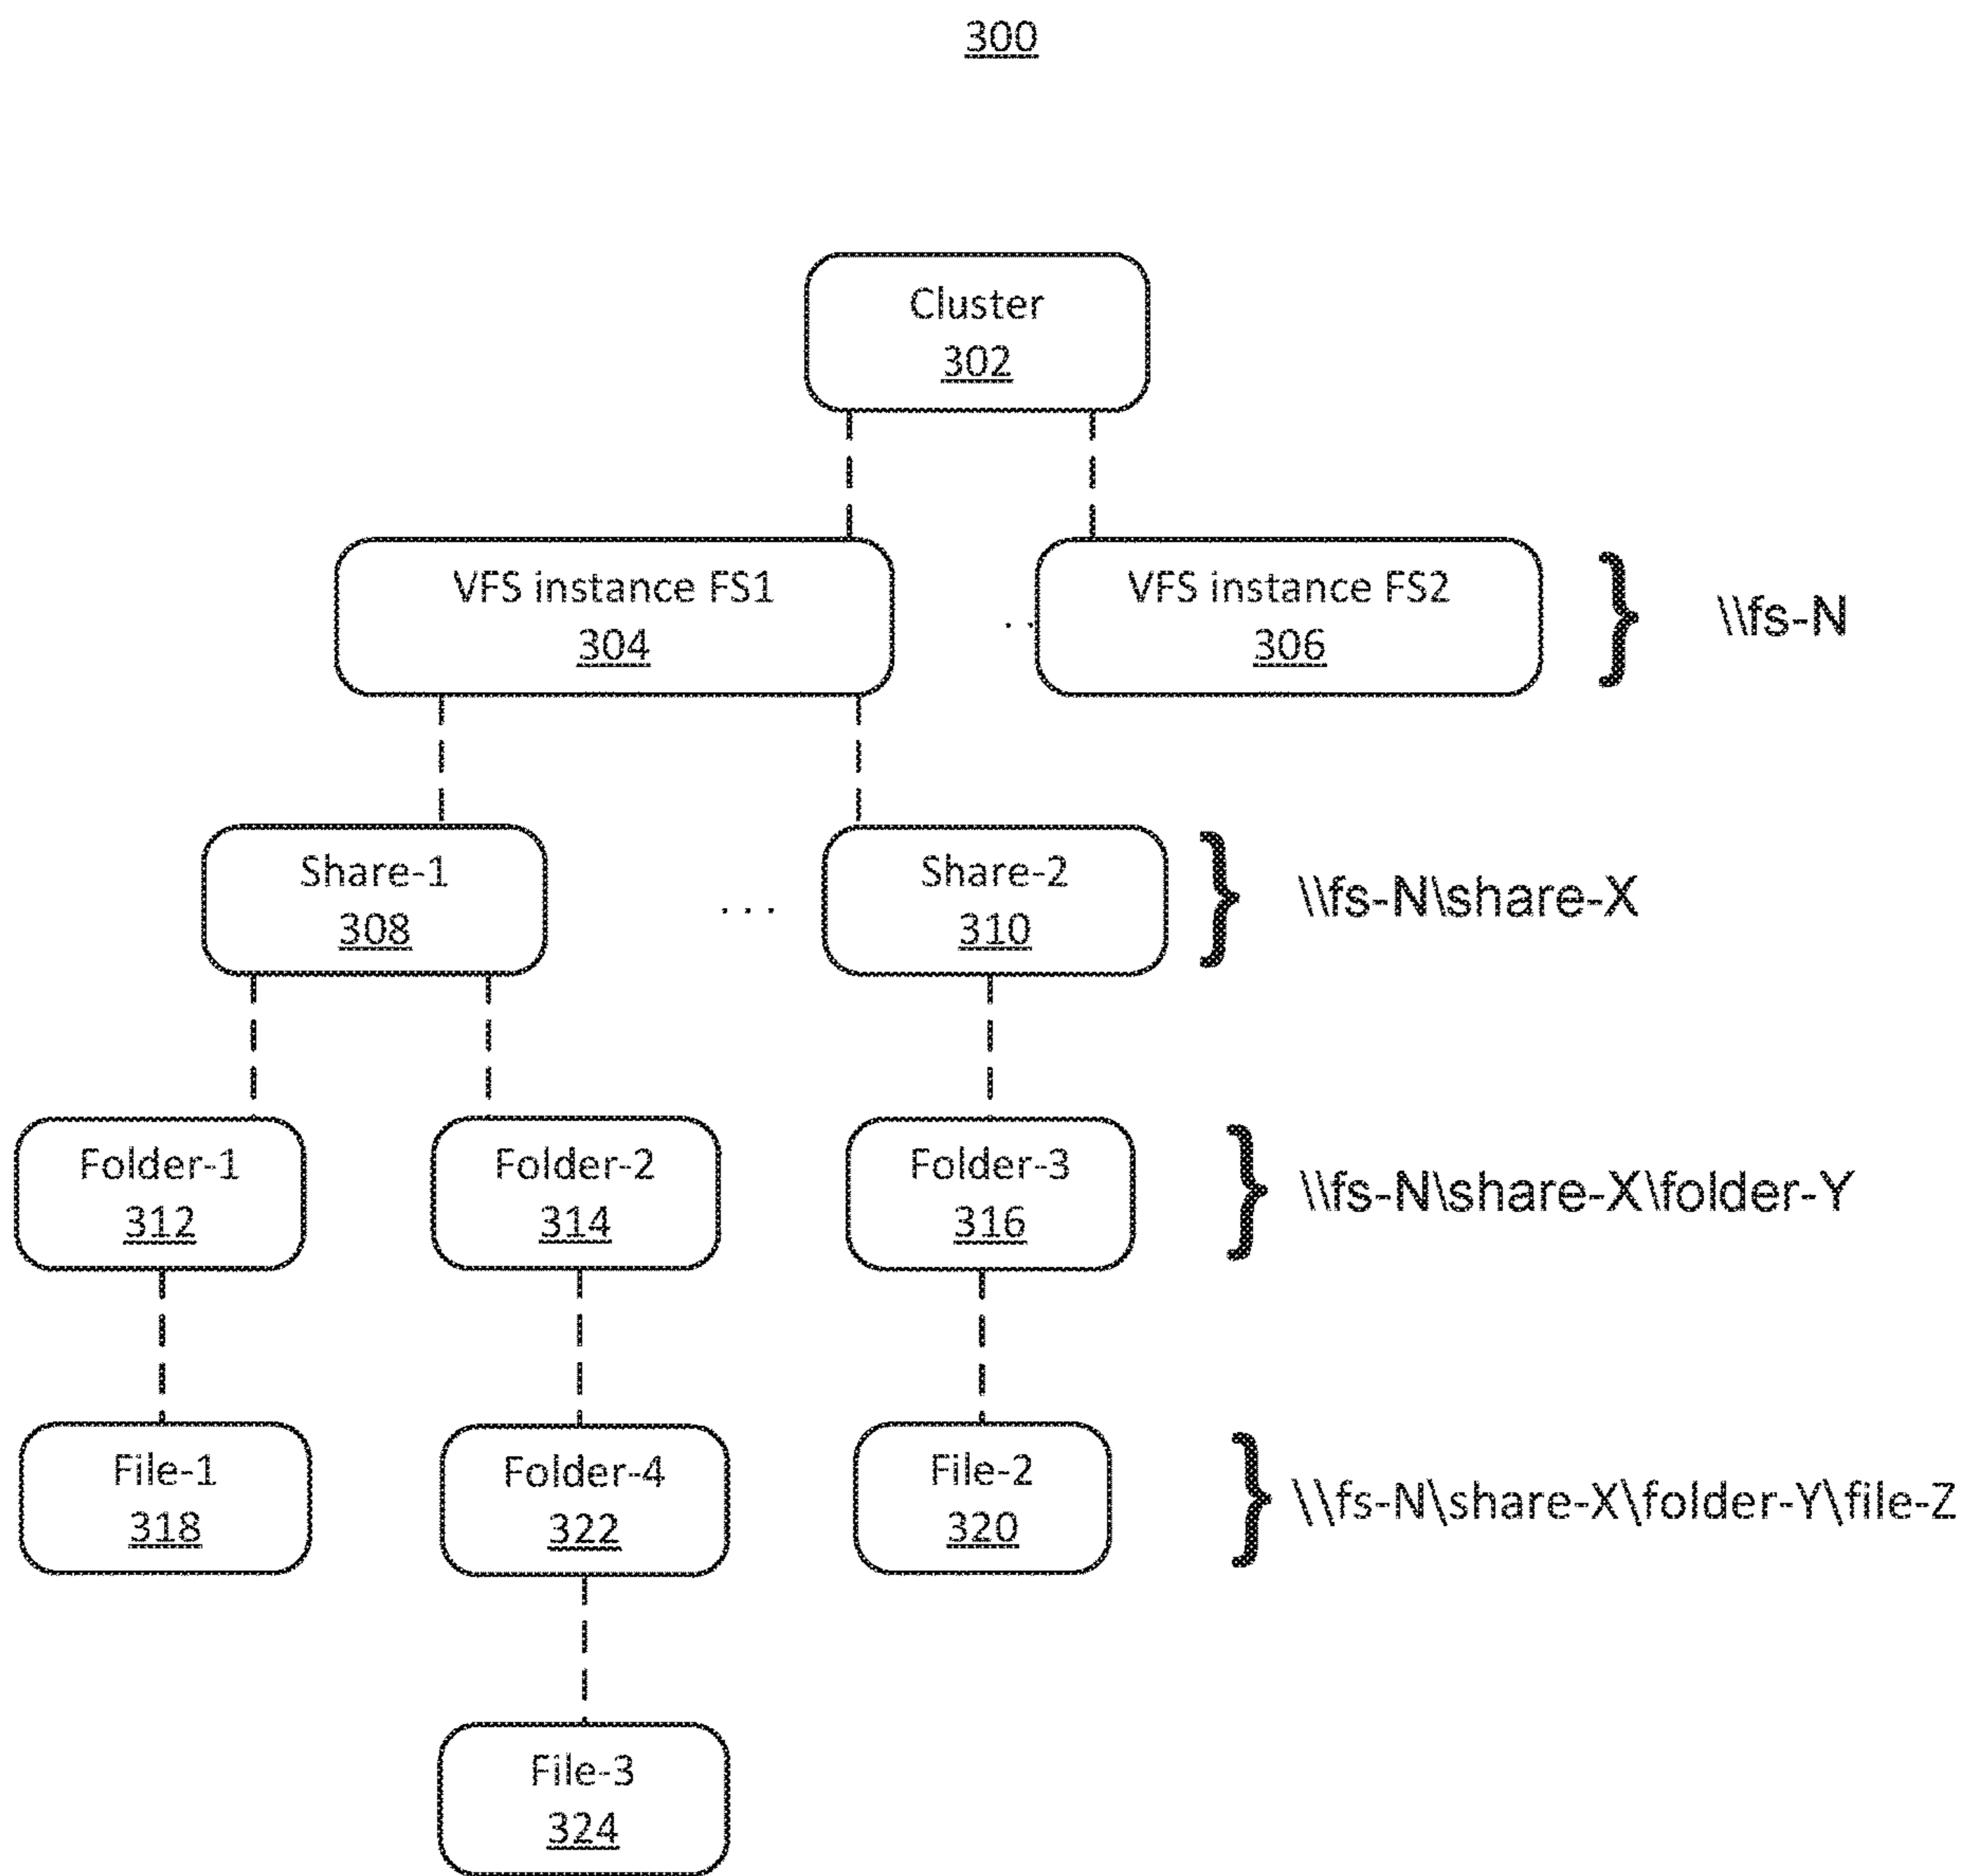 300
Cluster
302
VFS instance FS1
304
. .
VFS instance FS2
306
} \\fs-N
Share-1
308
. . .
Share-2
310
} \\fs-N\share-X
Folder-1
312
Folder-2
314
Folder-3
316
} \\fs-N\share-X\folder-Y
File-1
318
Folder-4
322
File-2
320
} \\fs-N\share-X\folder-Y\file-Z
File-3
324